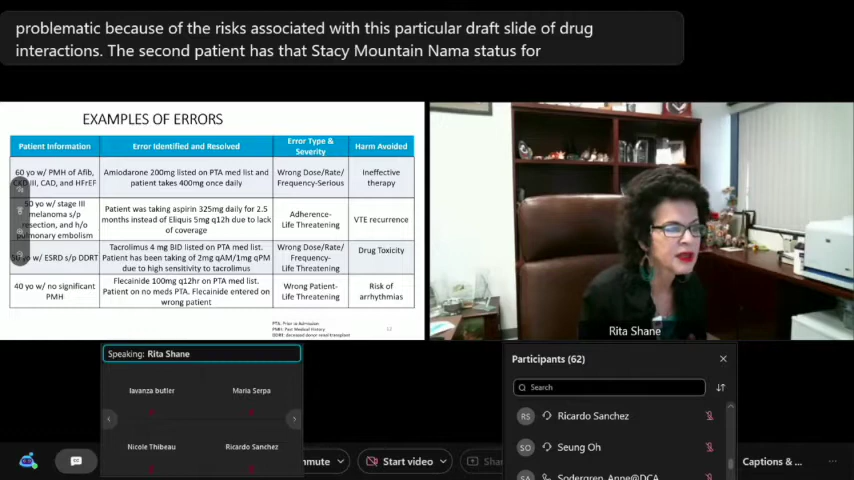 problematic because of the risks associated with this particular draft slide of drug
interactions. The second patient has that Stacy Mountain Nama status for
EXAMPLES OF ERRORS
Patient Information
Error Identified and Resolved
Error Type &
Severity
Harm Avoided
60 yo w/ PMH of Afib,
III, CAD, and HFrEF
Amiodarone 200mg listed on PTA med list and
patient takes 400mg once daily
Wrong Dose/Rate/
Frequency-Serious
Ineffective
therapy
yo w/ stage III
melanoma s/p
resection, and h/o
pulmonary embolism
Patient was taking aspirin 325mg daily for 2.5
months instead of Eliquis 5mg q12h due to lack
of coverage
Adherence-
Life Threatening
VTE recurrence
yo w/ ESRD s/p DDRT
Tacrolimus 4 mg BID listed on PTA med list.
Patient has been taking of 2mg qAM/1mg qPM
due to high sensitivity to tacrolimus
Wrong Dose/Rate/
Frequency-
Life Threatening
Drug Toxicity
40 yo w/ no significant
PMH
Flecainide 100mg q12hr on PTA med list.
Patient on no meds PTA. Flecainide entered on
wrong patient
Wrong Patient-
Life Threatening
Risk of
arrhythmias
PTA: Prior to Admission
PMH: Past Medical History
DDRT: deceased donor renal transplant
12
Rita Shane
Speaking: Rita Shane
lavanza butler
Maria Serpa
Nicole Thibeau
Ricardo Sanchez
Participants (62)
Search
RS
Ricardo Sanchez
SO
Seung Oh
SA
Sodergren, Anne@DCA
mute
Start video
Shar
Captions & ...